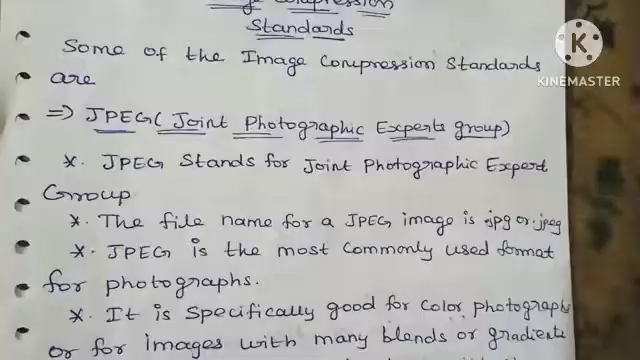 Image Compression
Standards
Some of the Image Compression Standards
are
=> JPEG( Joint Photographic Experts group)
*. JPEG Stands for Joint Photographic Expert
Group.
*. The file name for a JPEG image is .jpg or .jpeg
*. JPEG is the most commonly used format
for photographs.
*. It is specifically good for color photographs
or for images with many blends or gradients
KINEMASTER